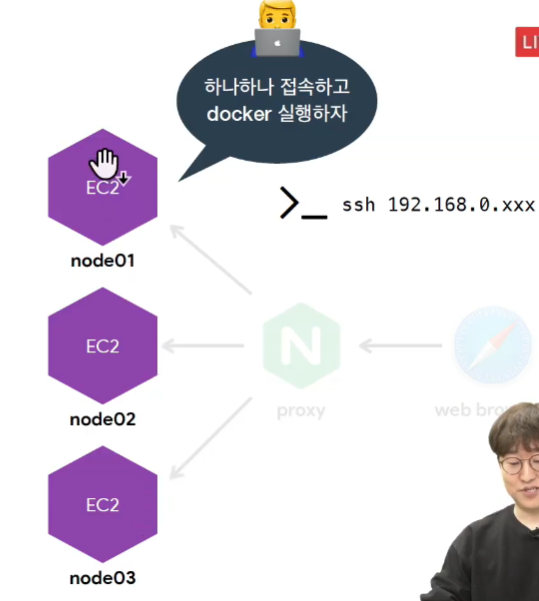 LI
하나하나 접속하고
docker 실행하자
EC2
>_ ssh 192.168.0.xxx
node01
EC2
N
node02
proxy
web bro
EC2
node03